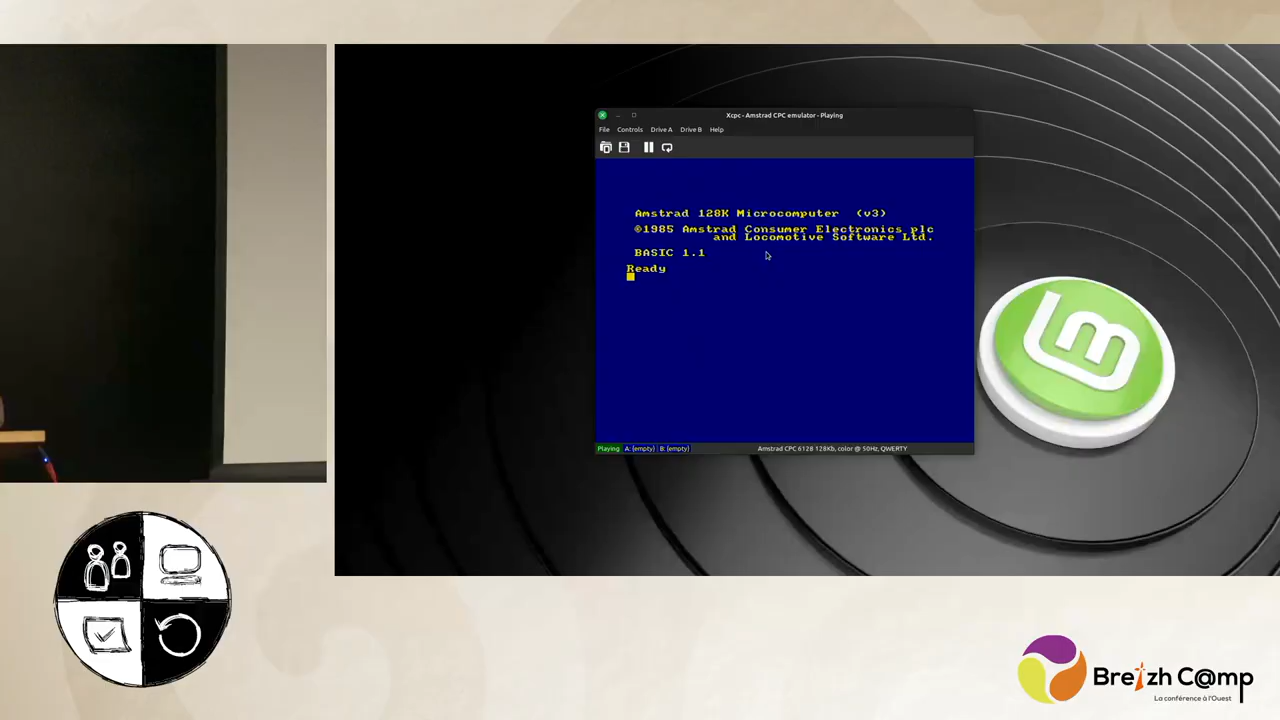 Xcpc - Amstrad CPC emulator - Playing
File Controls Drive A Drive B Help
Amstrad 128K Microcomputer (v3)
©1985 Amstrad Consumer Electronics plc
and Locomotive Software Ltd.
BASIC 1.1
Ready
Playing A: (empty) B: (empty) Amstrad CPC 6128 128Kb, color @ 50Hz, QWERTY
Breizh C@mp
La conférence à l'Ouest